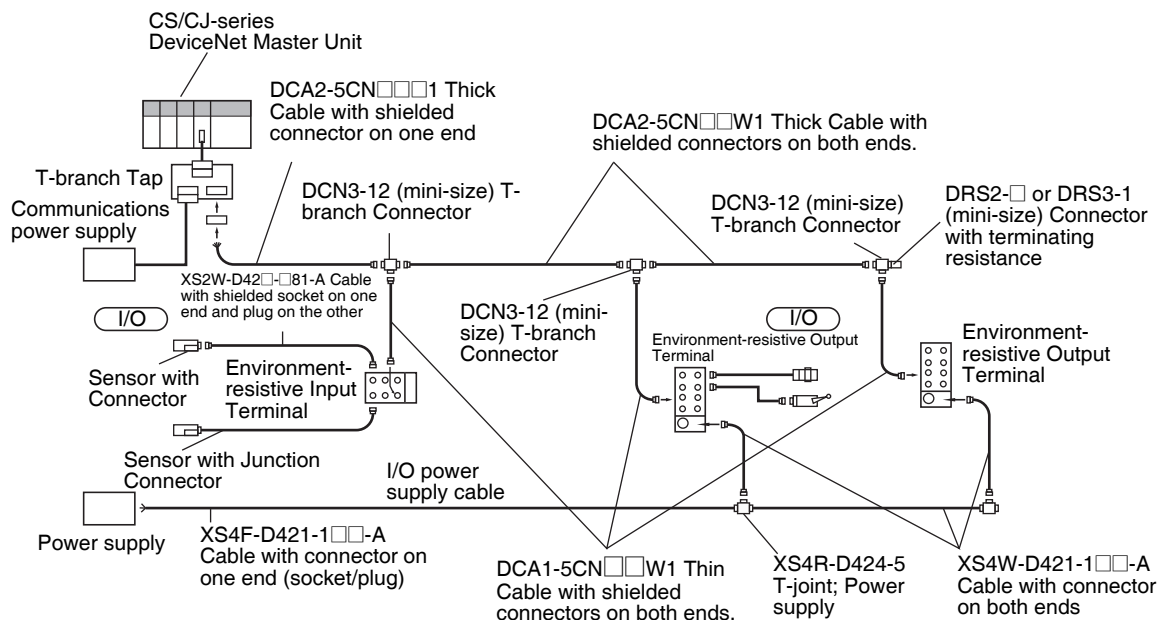 CS/CJ-series
DeviceNet Master Unit
DCA2-5CN□□□1 Thick
Cable with shielded
connector on one end
DCA2-5CN□□W1 Thick Cable with
shielded connectors on both ends.
T-branch Tap
Communications
power supply
DCN3-12 (mini-size) T-
branch Connector
DCN3-12 (mini-size)
T-branch Connector
DRS2-□ or DRS3-1
(mini-size) Connector
with terminating
resistance
XS2W-D42□-□81-A Cable
with shielded socket on one
end and plug on the other
I/O
DCN3-12 (mini-
size) T-branch
Connector
I/O
Environment-resistive Output
Terminal
Environment-
resistive Output
Terminal
Sensor with
Connector
Environment-
resistive Input
Terminal
Sensor with Junction
Connector
I/O power
supply cable
Power supply
XS4F-D421-1□□-A
Cable with connector on
one end (socket/plug)
DCA1-5CN□□W1 Thin
Cable with shielded
connectors on both ends.
XS4R-D424-5
T-joint; Power
supply
XS4W-D421-1□□-A
Cable with connector
on both ends